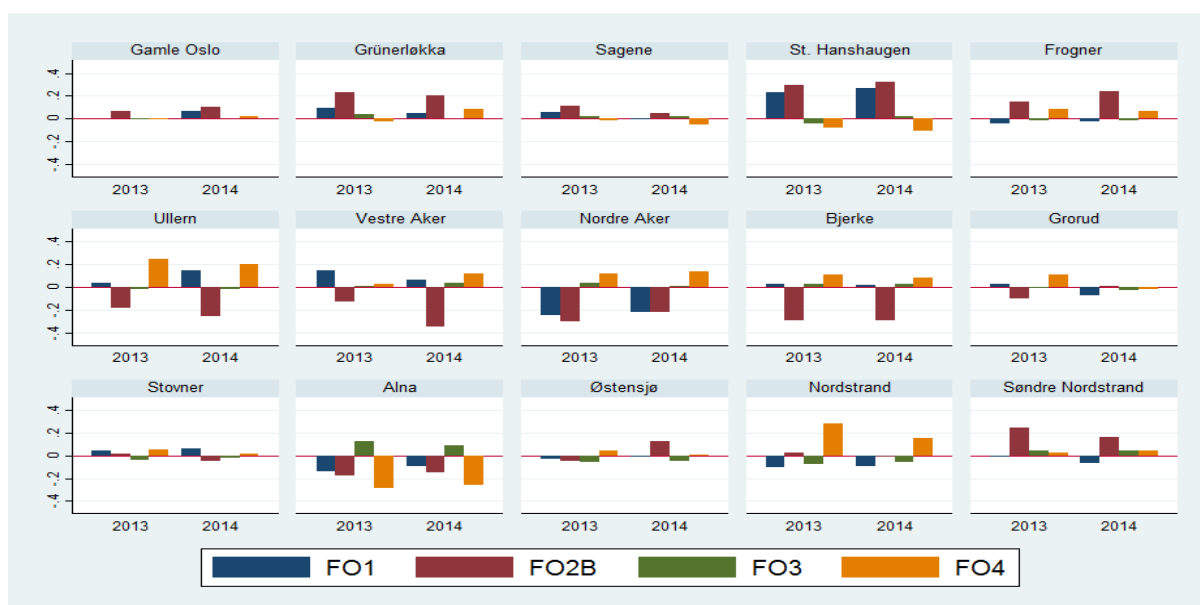 Gamle Oslo Grünerløkka Sagene St. Hanshaugen Frogner
.4
.2
0
-.2
-.4
2013 2014 2013 2014 2013 2014 2013 2014 2013 2014
Ullern Vestre Aker Nordre Aker Bjerke Grorud
.4
.2
0
-.2
-.4
2013 2014 2013 2014 2013 2014 2013 2014 2013 2014
Stovner Alna Østensjø Nordstrand Søndre Nordstrand
.4
.2
0
-.2
-.4
2013 2014 2013 2014 2013 2014 2013 2014 2013 2014
FO1 FO2B FO3 FO4